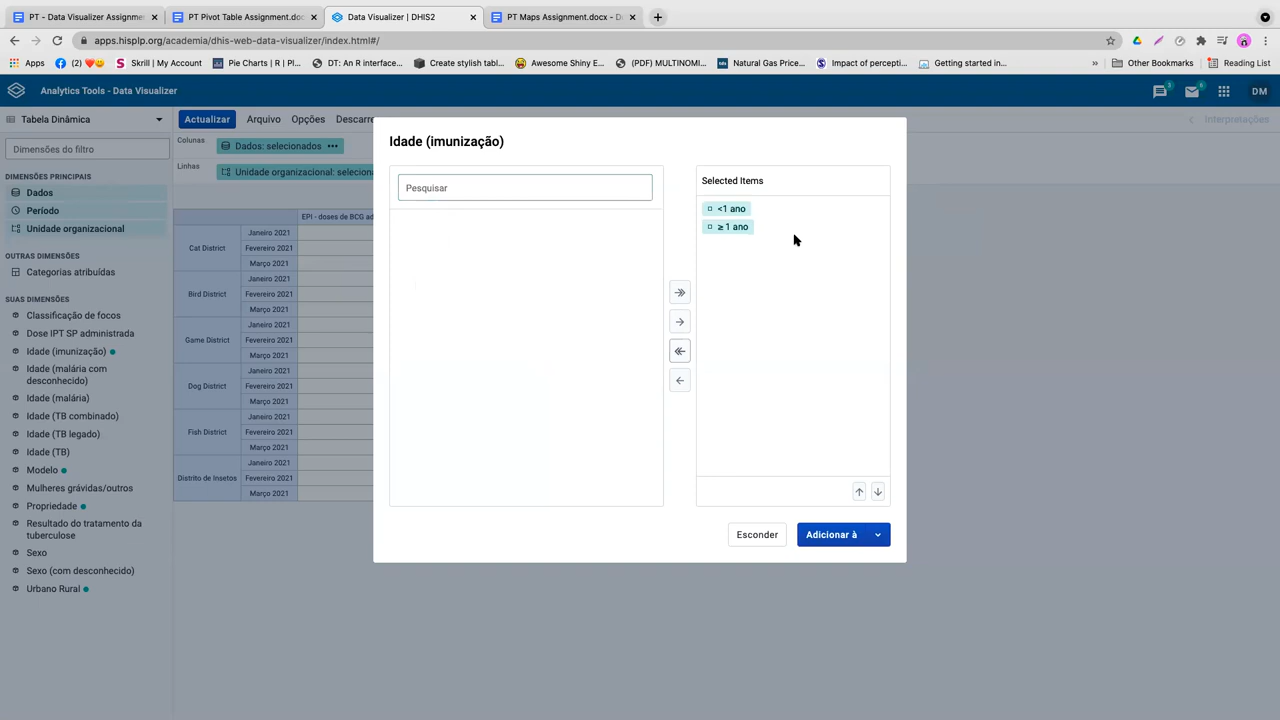 PT - Data Visualizer Assignme
PT Pivot Table Assignment.doc
Data Visualizer | DHIS2
PT Maps Assignment.docx - D
apps.hisplp.org/academia/dhis-web-data-visualizer/index.html#/
Apps
(2)❤️😀
Skrill | My Account
Pie Charts | R | Pl...
DT: An R interface...
Create stylish tabl...
Awesome Shiny E...
(PDF) MULTINOMI...
Natural Gas Price...
Impact of percepti...
Getting started in...
»
Other Bookmarks
Reading List
Analytics Tools - Data Visualizer
DM
Tabela Dinâmica
Actualizar
Arquivo
Opções
Descarre
Interpretações
Dimensões do filtro
Colunas
Dados: selecionados
Linhas
Unidade organizacional: seleciona
DIMENSÕES PRINCIPAIS
Dados
Período
Unidade organizacional
OUTRAS DIMENSÕES
Categorias atribuídas
SUAS DIMENSÕES
Classificação de focos
Dose IPT SP administrada
Idade (imunização)
Idade (malária com
desconhecido)
Idade (malária)
Idade (TB combinado)
Idade (TB legado)
Idade (TB)
Modelo
Mulheres grávidas/outros
Propriedade
Resultado do tratamento da
tuberculose
Sexo
Sexo (com desconhecido)
Urbano Rural
EPI - doses de BCG ad
Cat District
Janeiro 2021
Fevereiro 2021
Março 2021
Bird District
Janeiro 2021
Fevereiro 2021
Março 2021
Game District
Janeiro 2021
Fevereiro 2021
Março 2021
Dog District
Janeiro 2021
Fevereiro 2021
Março 2021
Fish District
Janeiro 2021
Fevereiro 2021
Março 2021
Distrito de Insetos
Janeiro 2021
Fevereiro 2021
Março 2021
Idade (imunização)
Pesquisar
Selected Items
<1 ano
≥ 1 ano
Esconder
Adicionar à